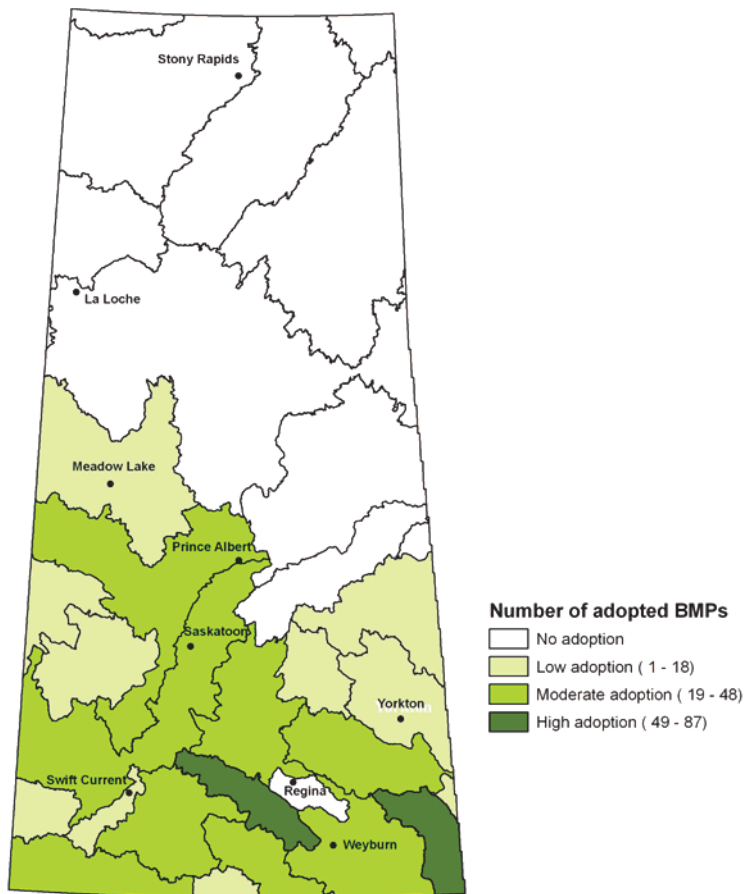 Stony Rapids
La Loche
Meadow Lake
Prince Albert
Saskatoon
Number of adopted BMPs
No adoption
Low adoption ( 1 - 18)
Moderate adoption ( 19 - 48)
High adoption ( 49 - 87)
Yorkton
Swift Current
Regina
Weyburn